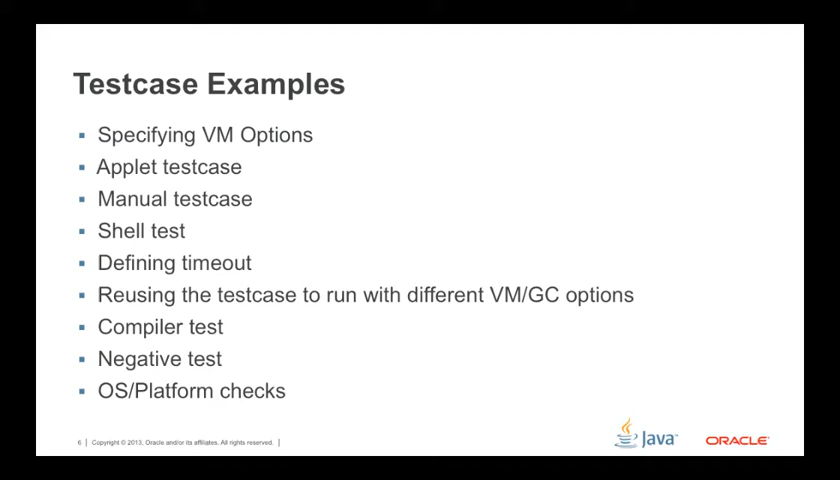 Testcase Examples
▪ Specifying VM Options
▪ Applet testcase
▪ Manual testcase
▪ Shell test
▪ Defining timeout
▪ Reusing the testcase to run with different VM/GC options
▪ Compiler test
▪ Negative test
▪ OS/Platform checks
6 | Copyright © 2013, Oracle and/or its affiliates. All rights reserved. |
Java™
ORACLE®